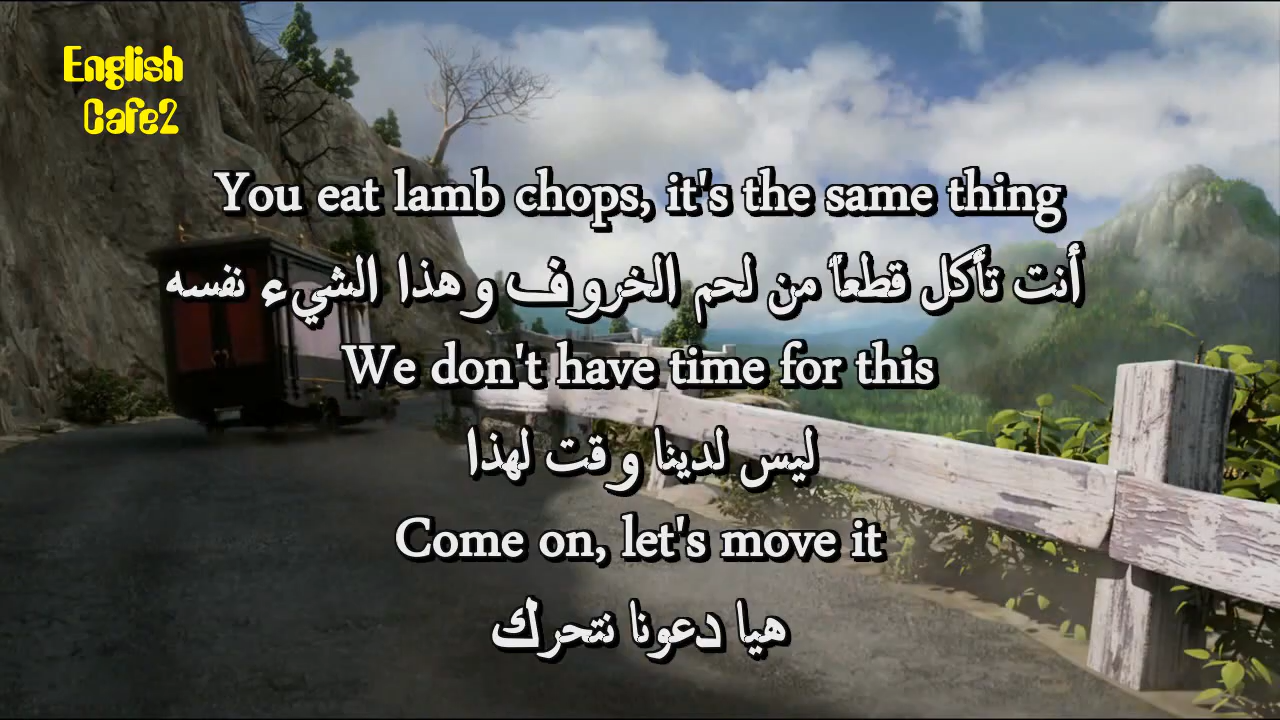 English
Cafe2
You eat lamb chops, it's the same thing
أنت تأكل قطعاً من لحم الخروف وهذا الشيء نفسه
We don't have time for this
ليس لدينا وقت لهذا
Come on, let's move it
هيا دعونا نتحرك